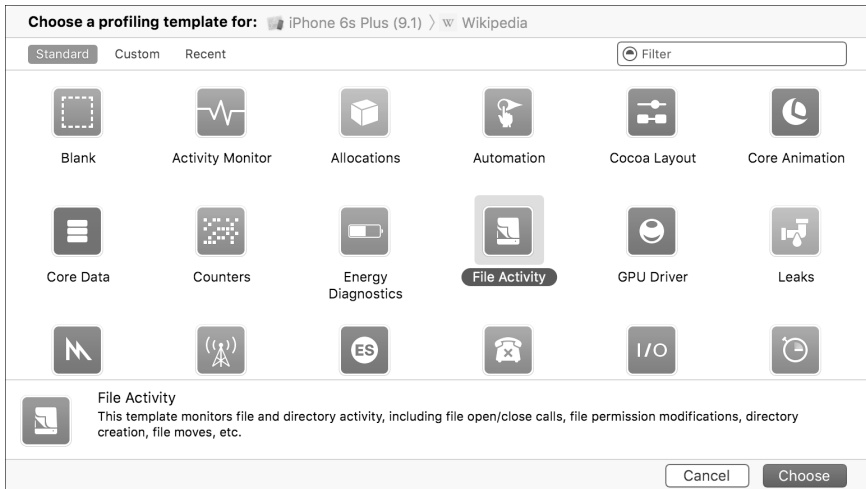 Choose a profiling template for: iPhone 6s Plus (9.1) 〉 W Wikipedia
Standard Custom Recent Filter
Blank Activity Monitor Allocations Automation Cocoa Layout Core Animation
Core Data Counters Energy Diagnostics File Activity GPU Driver Leaks
ES I/O
File Activity
This template monitors file and directory activity, including file open/close calls, file permission modifications, directory
creation, file moves, etc.
Cancel Choose